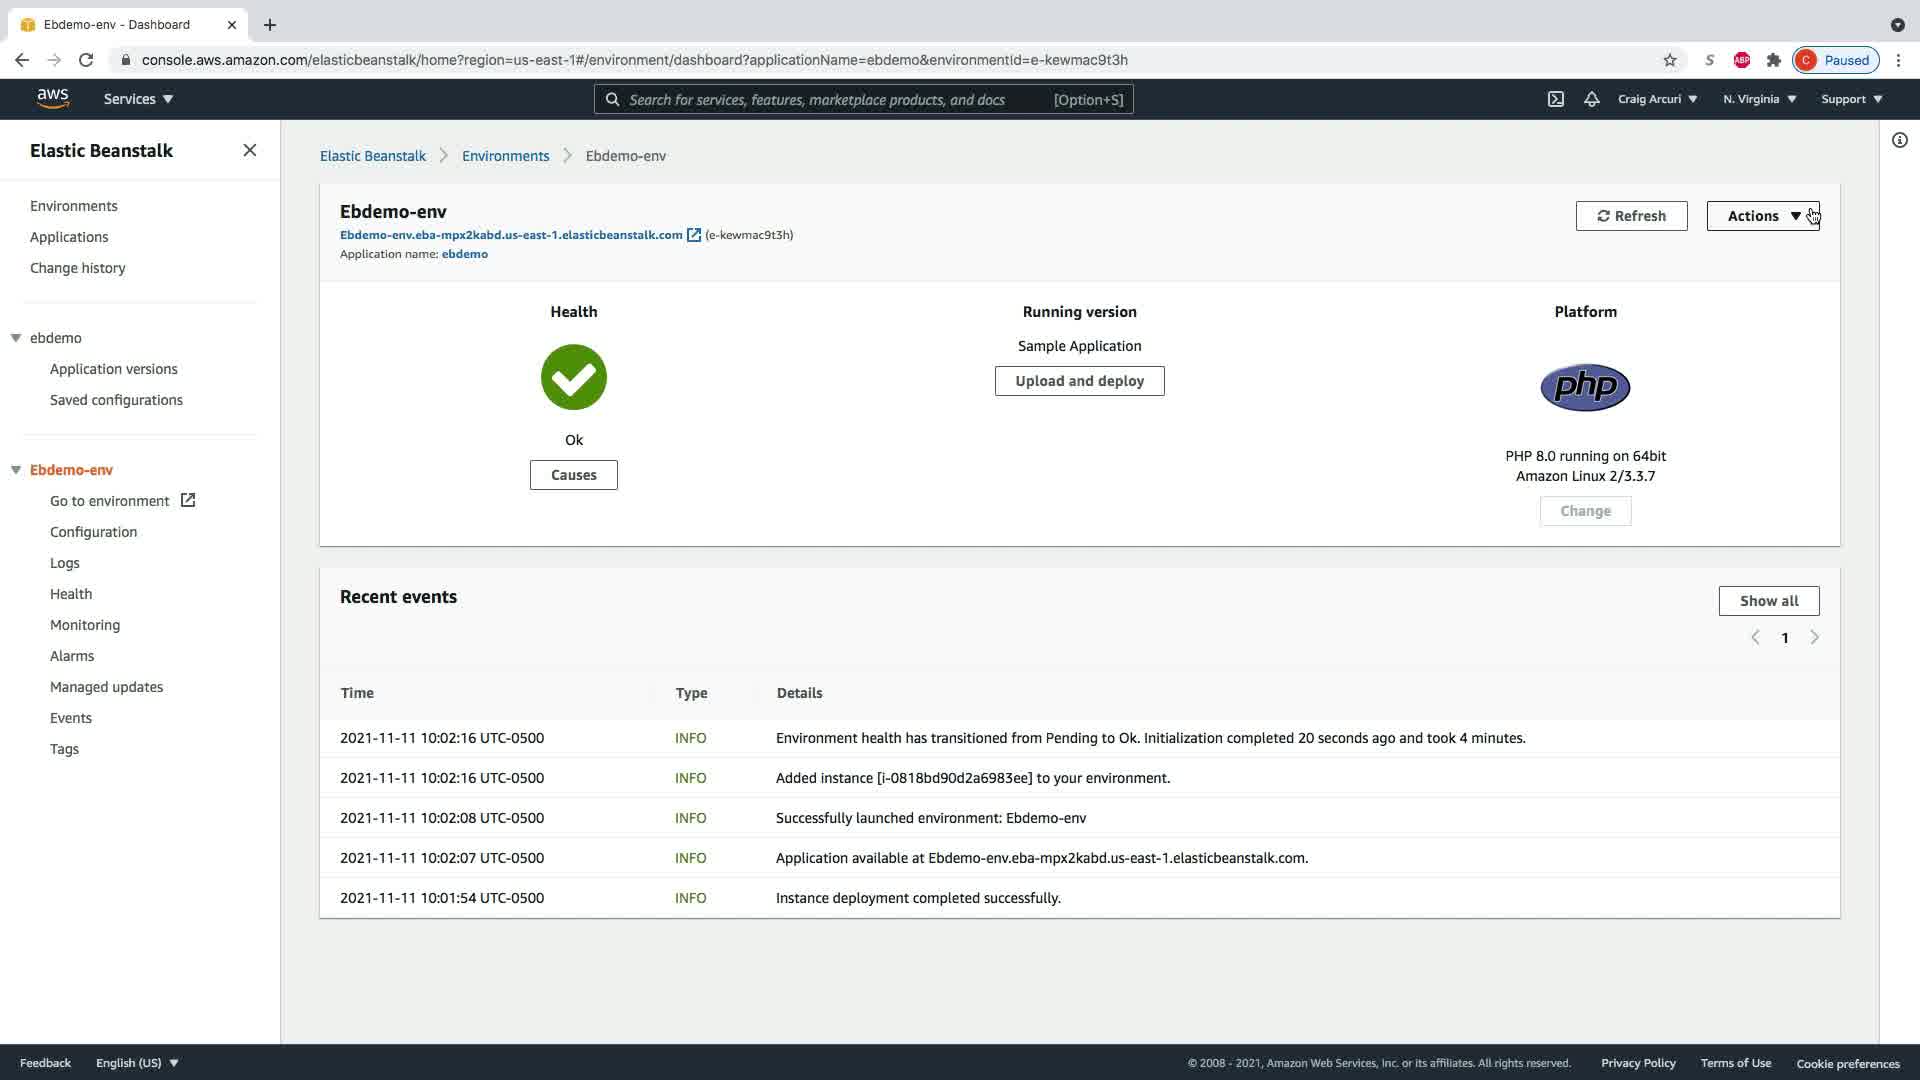 Ebdemo-env - Dashboard
console.aws.amazon.com/elasticbeanstalk/home?region=us-east-1#/environment/dashboard?applicationName=ebdemo&environmentId=e-kewmac9t3h
S ABP C Paused
aws Services Search for services, features, marketplace products, and docs [Option+S] Craig Arcuri N. Virginia Support
Elastic Beanstalk
Environments
Applications
Change history
ebdemo
Application versions
Saved configurations
Ebdemo-env
Go to environment
Configuration
Logs
Health
Monitoring
Alarms
Managed updates
Events
Tags
Elastic Beanstalk Environments Ebdemo-env
Ebdemo-env
Ebdemo-env.eba-mpx2kabd.us-east-1.elasticbeanstalk.com (e-kewmac9t3h)
Application name: ebdemo
Refresh Actions
Health
Ok
Causes
Running version
Sample Application
Upload and deploy
Platform
php
PHP 8.0 running on 64bit
Amazon Linux 2/3.3.7
Change
Recent events
Show all
1
Time Type Details
2021-11-11 10:02:16 UTC-0500 INFO Environment health has transitioned from Pending to Ok. Initialization completed 20 seconds ago and took 4 minutes.
2021-11-11 10:02:16 UTC-0500 INFO Added instance [i-0818bd90d2a6983ee] to your environment.
2021-11-11 10:02:08 UTC-0500 INFO Successfully launched environment: Ebdemo-env
2021-11-11 10:02:07 UTC-0500 INFO Application available at Ebdemo-env.eba-mpx2kabd.us-east-1.elasticbeanstalk.com.
2021-11-11 10:01:54 UTC-0500 INFO Instance deployment completed successfully.
Feedback English (US) © 2008 - 2021, Amazon Web Services, Inc. or its affiliates. All rights reserved. Privacy Policy Terms of Use Cookie preferences